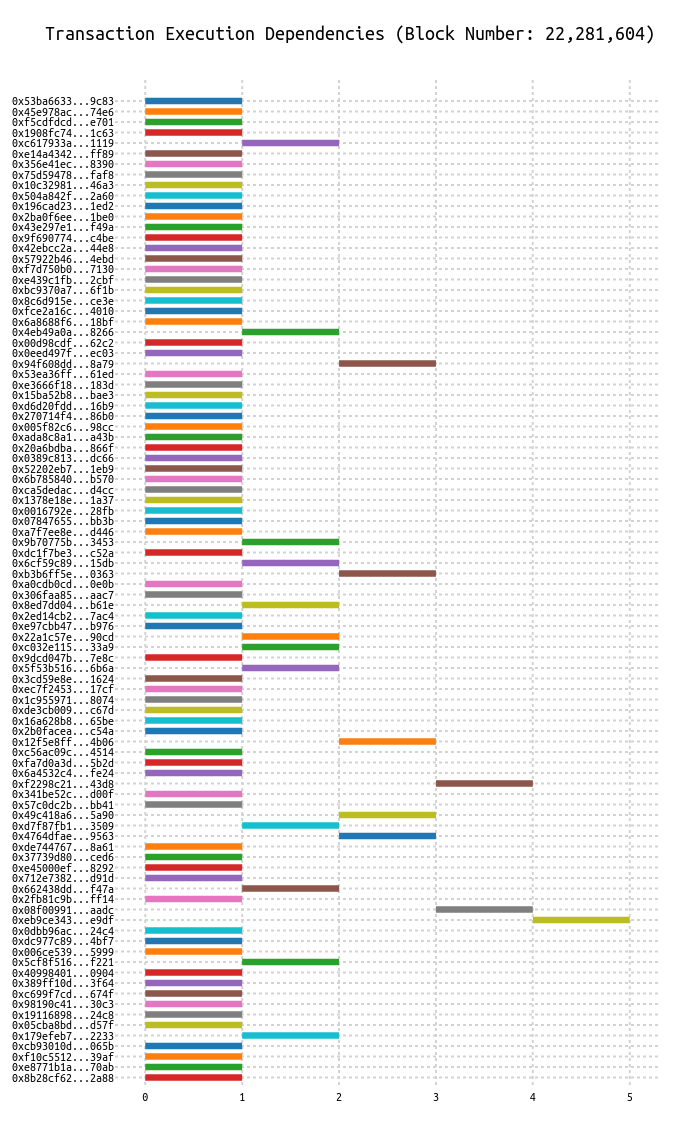 Transaction Execution Dependencies (Block Number: 22,281,604)
0x53ba6633...9c83
0x45e978ac...74e6
0xf5cdfdcd...e701
0x1908fc74...1c63
0xc617933a...1119
0xe14a4342...ff89
0x356e41ec...8390
0x75d59478...faf8
0x10c32981...46a3
0x504a842f...2a60
0x196cad23...1ed2
0x2ba0f6ee...1be0
0x43e297e1...f49a
0x9f690774...c4be
0x42ebcc2a...44e8
0x57922b46...4ebd
0xf7d750b0...7130
0xe439c1fb...2cbf
0xbc9370a7...6f1b
0x8c6d915e...ce3e
0xfce2a16c...4010
0x6a8688f6...18bf
0x4eb49a0a...8266
0x00d98cdf...62c2
0x0eed497f...ec03
0x94f608dd...8a79
0x53ea36ff...61ed
0xe3666f18...183d
0x15ba52b8...bae3
0xd6d20fdd...16b9
0x270714f4...86b0
0x005f82c6...98cc
0xada8c8a1...a43b
0x20a6bdba...866f
0x0389c813...dc66
0x52202eb7...1eb9
0x6b785840...b570
0xca5dedac...d4cc
0x1378e18e...1a37
0x0016792e...28fb
0x07847655...bb3b
0xa7f7ee8e...d446
0x9b70775b...3453
0xdc1f7be3...c52a
0x6cf59c89...15db
0xb3b6ff5e...0363
0xa0cdb0cd...0e0b
0x306faa85...aac7
0x8ed7dd04...b61e
0x2ed14cb2...7ac4
0xe97cbb47...b976
0x22a1c57e...90cd
0xc032e115...33a9
0x9dcd047b...7e8c
0x5f53b516...6b6a
0x3cd59e8e...1624
0xec7f2453...17cf
0x1c955971...8074
0xde3cb009...c67d
0x16a628b8...65be
0x2b0facea...c54a
0x12f5e8ff...4b06
0xc56ac09c...4514
0xfa7d0a3d...5b2d
0x6a4532c4...fe24
0xf2298c21...43d8
0x341be52c...d00f
0x57c0dc2b...bb41
0x49c418a6...5a90
0xd7f87fb1...3509
0x4764dfae...9563
0xde744767...8a61
0x37739d80...ced6
0xe45000ef...8292
0x712e7382...d91d
0x662438dd...f47a
0x2fb81c9b...ff14
0x08f00991...aadc
0xeb9ce343...e9df
0x0dbb96ac...24c4
0xdc977c89...4bf7
0x006ce539...5999
0x5cf8f516...f221
0x40998401...0904
0x389ff10d...3f64
0xc699f7cd...674f
0x98190c41...30c3
0x19116898...24c8
0x05cba8bd...d57f
0x179efeb7...2233
0xcb93010d...065b
0xf10c5512...39af
0xe8771b1a...70ab
0x8b28cf62...2a88
0 1 2 3 4 5